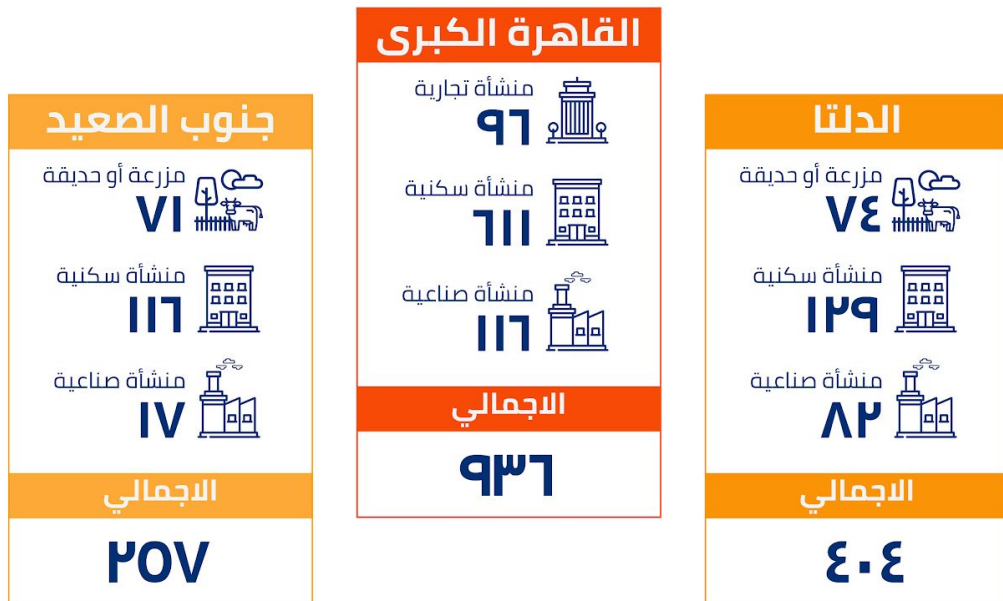 القاهرة الكبرى
منشأة تجارية
٩٦
منشأة سكنية
٦١١
منشأة صناعية
١١٦
الاجمالي
٩٣٦
الدلتا
مزرعة أو حديقة
٧٤
منشأة سكنية
١٢٩
منشأة صناعية
٨٢
الاجمالي
٤٠٤
جنوب الصعيد
مزرعة أو حديقة
٧١
منشأة سكنية
١١٦
منشأة صناعية
١٧
الاجمالي
٢٥٧